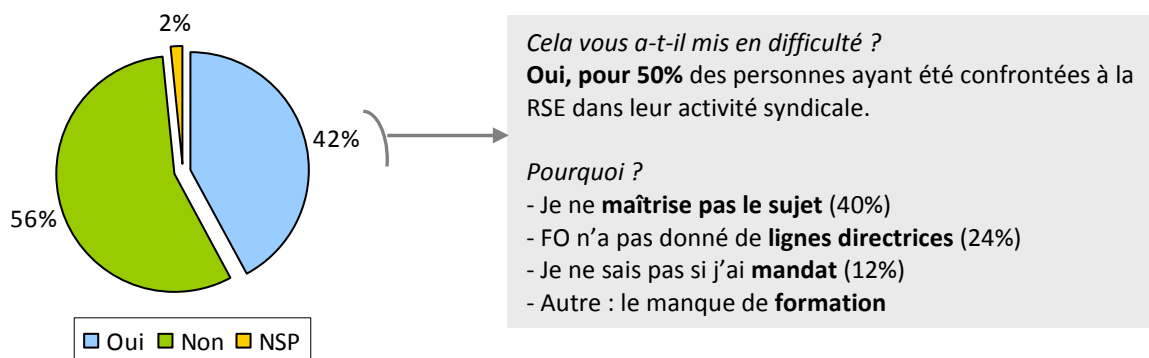 2%
42%
56%
Oui Non NSP
Cela vous a-t-il mis en difficulté ?
Oui, pour 50% des personnes ayant été confrontées à la
RSE dans leur activité syndicale.
Pourquoi ?
- Je ne maîtrise pas le sujet (40%)
- FO n'a pas donné de lignes directrices (24%)
- Je ne sais pas si j'ai mandat (12%)
- Autre : le manque de formation